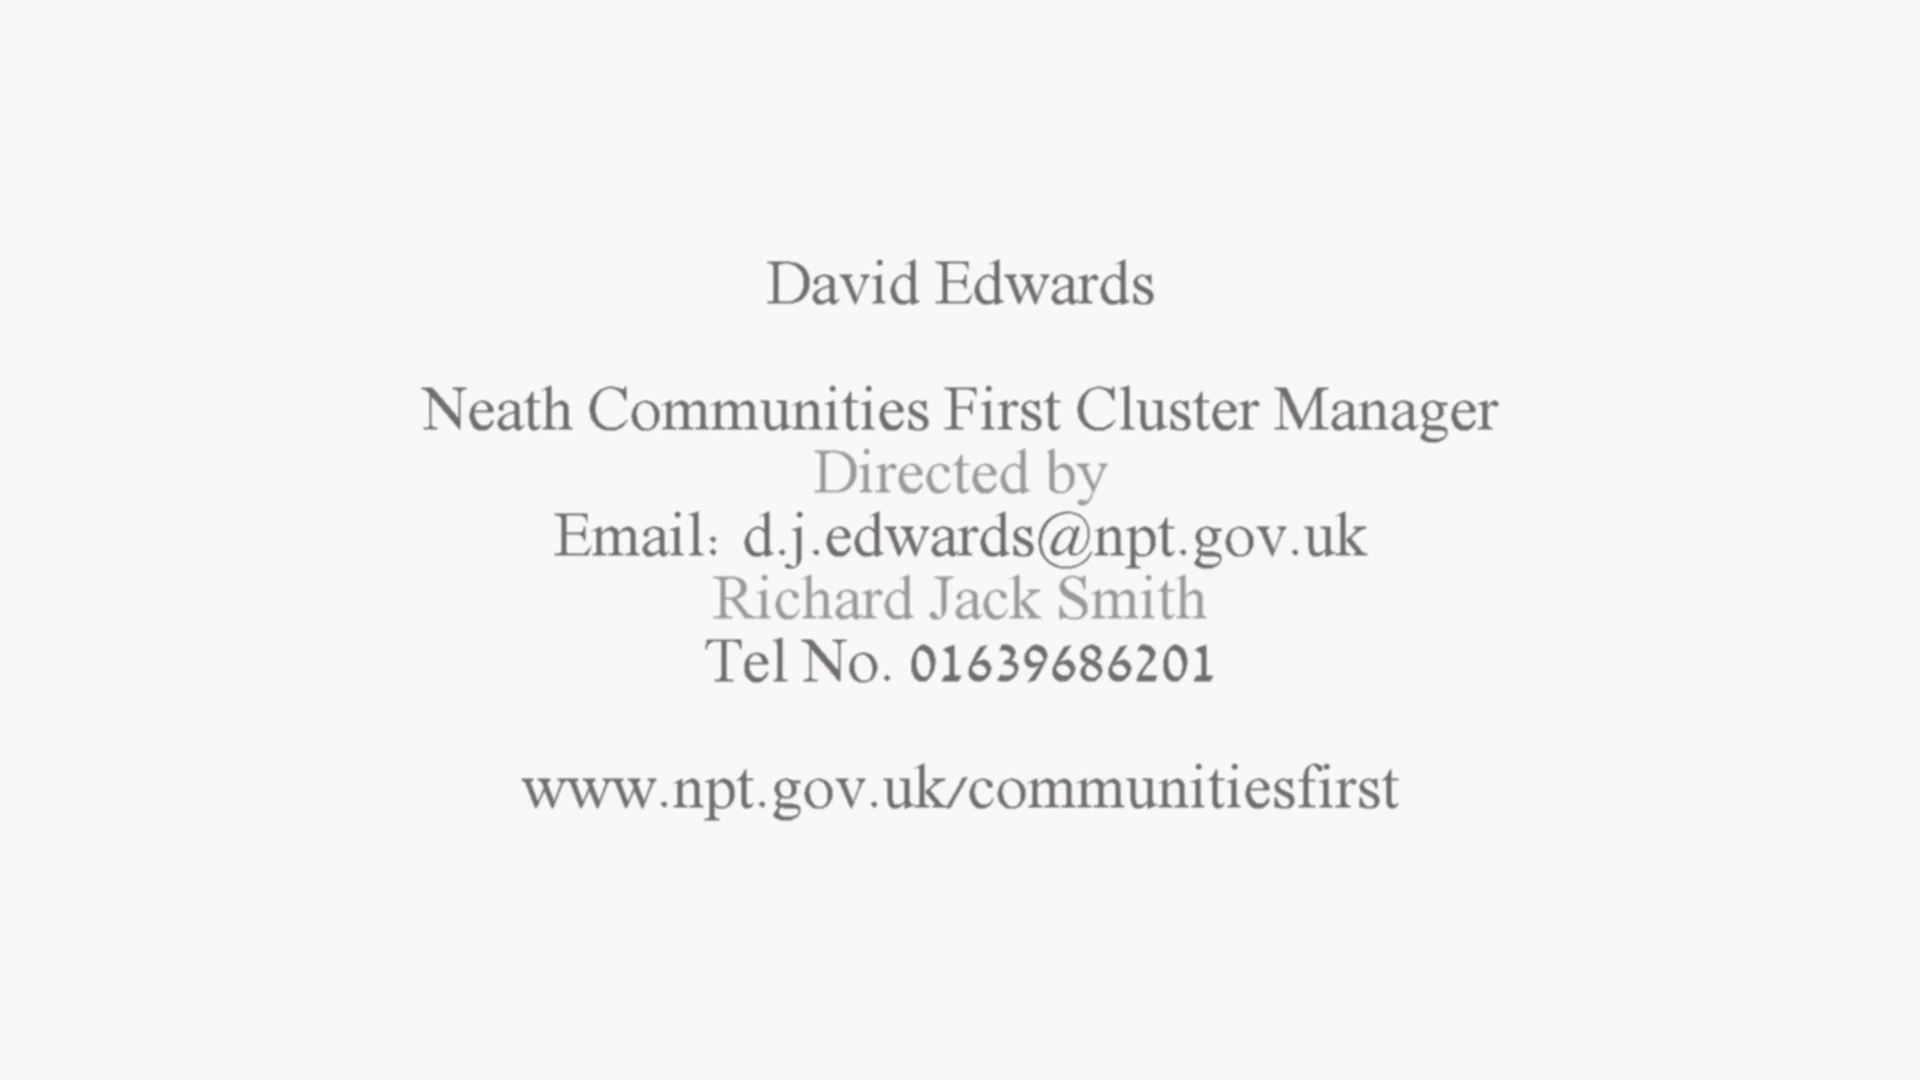 David Edwards
Neath Communities First Cluster Manager
Directed by
Email: d.j.edwards@npt.gov.uk
Richard Jack Smith
Tel No. 01639686201
www.npt.gov.uk/communitiesfirst